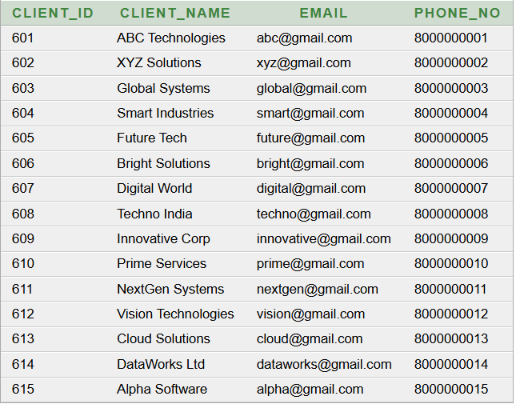 CLIENT_ID CLIENT_NAME EMAIL PHONE_NO
601 ABC Technologies abc@gmail.com 8000000001
602 XYZ Solutions xyz@gmail.com 8000000002
603 Global Systems global@gmail.com 8000000003
604 Smart Industries smart@gmail.com 8000000004
605 Future Tech future@gmail.com 8000000005
606 Bright Solutions bright@gmail.com 8000000006
607 Digital World digital@gmail.com 8000000007
608 Techno India techno@gmail.com 8000000008
609 Innovative Corp innovative@gmail.com 8000000009
610 Prime Services prime@gmail.com 8000000010
611 NextGen Systems nextgen@gmail.com 8000000011
612 Vision Technologies vision@gmail.com 8000000012
613 Cloud Solutions cloud@gmail.com 8000000013
614 DataWorks Ltd dataworks@gmail.com 8000000014
615 Alpha Software alpha@gmail.com 8000000015